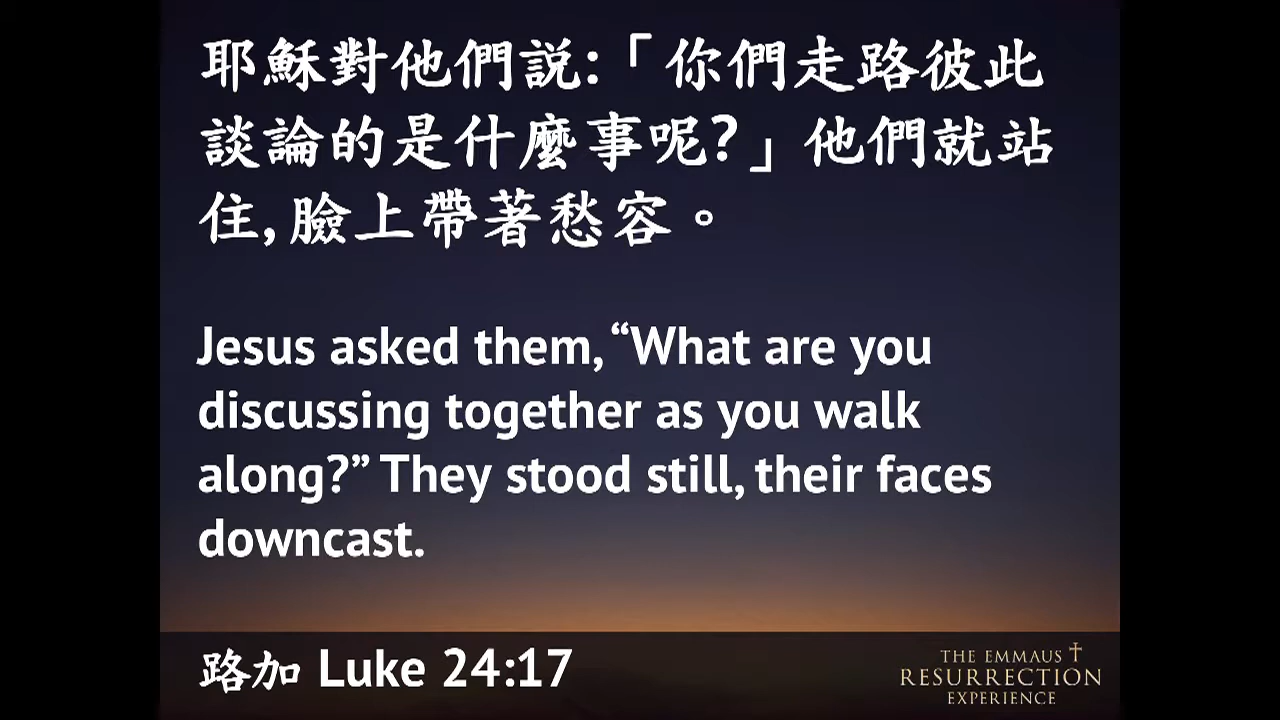 耶穌對他們説:「你們走路彼此
談論的是什麼事呢?」他們就站
住,臉上帶著愁容。
Jesus asked them, “What are you
discussing together as you walk
along?” They stood still, their faces
downcast.
路加 Luke 24:17
THE EMMAUS
RESURRECTION
EXPERIENCE